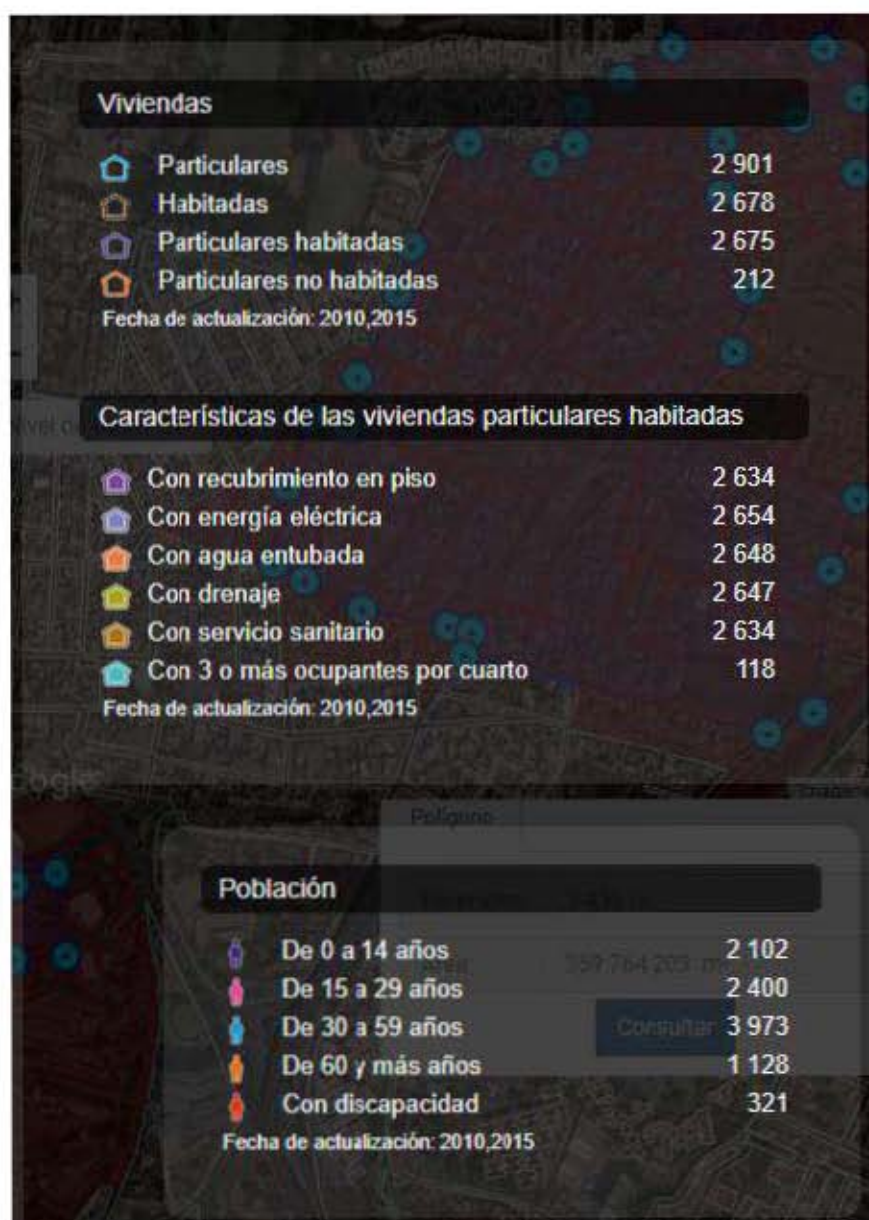 Viviendas
Particulares 2 901
Habitadas 2 678
Particulares habitadas 2 675
Particulares no habitadas 212
Fecha de actualización: 2010,2015
Nivel de
Características de las viviendas particulares habitadas
Con recubrimiento en piso 2 634
Con energía eléctrica 2 654
Con agua entubada 2 648
Con drenaje 2 647
Con servicio sanitario 2 634
Con 3 o más ocupantes por cuarto 118
Fecha de actualización: 2010,2015
Google
Polígono
Población
De 0 a 14 años 2 102
De 15 a 29 años 2 400
De 30 a 59 años 3 973
Consultar
De 60 y más años 1 128
Con discapacidad 321
Fecha de actualización: 2010,2015